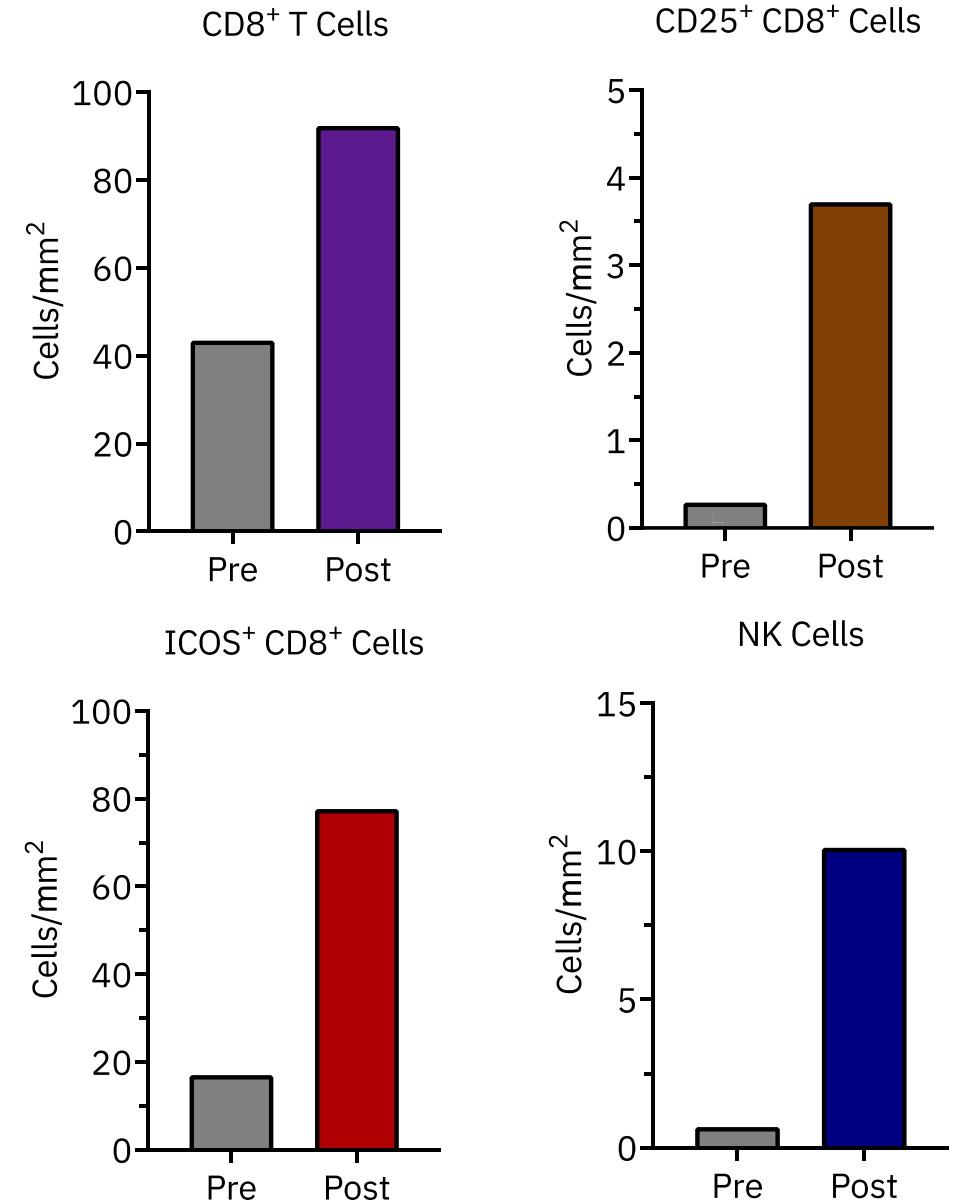 CD8⁺ T Cells
Cells/mm²
100
80
60
40
20
0
Pre Post
CD25⁺ CD8⁺ Cells
Cells/mm²
5
4
3
2
1
0
Pre Post
ICOS⁺ CD8⁺ Cells
Cells/mm²
100
80
60
40
20
0
Pre Post
NK Cells
Cells/mm²
15
10
5
0
Pre Post